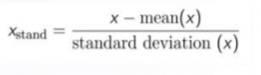 x_stand = x − mean(x) / standard deviation (x)